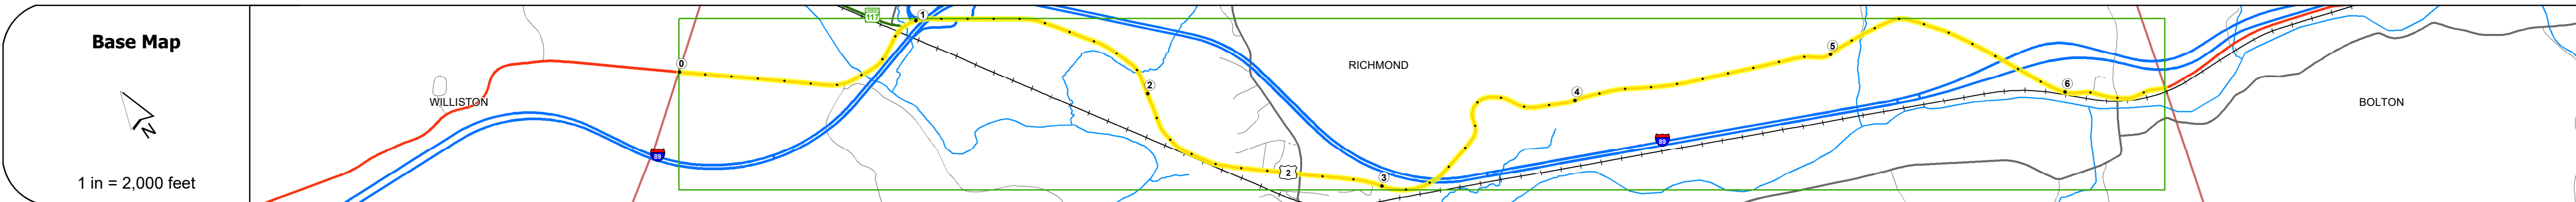 Base Map
N
1 in = 2,000 feet
WILLISTON
89
0
117
1
2
2
3
RICHMOND
4
89
5
6
BOLTON